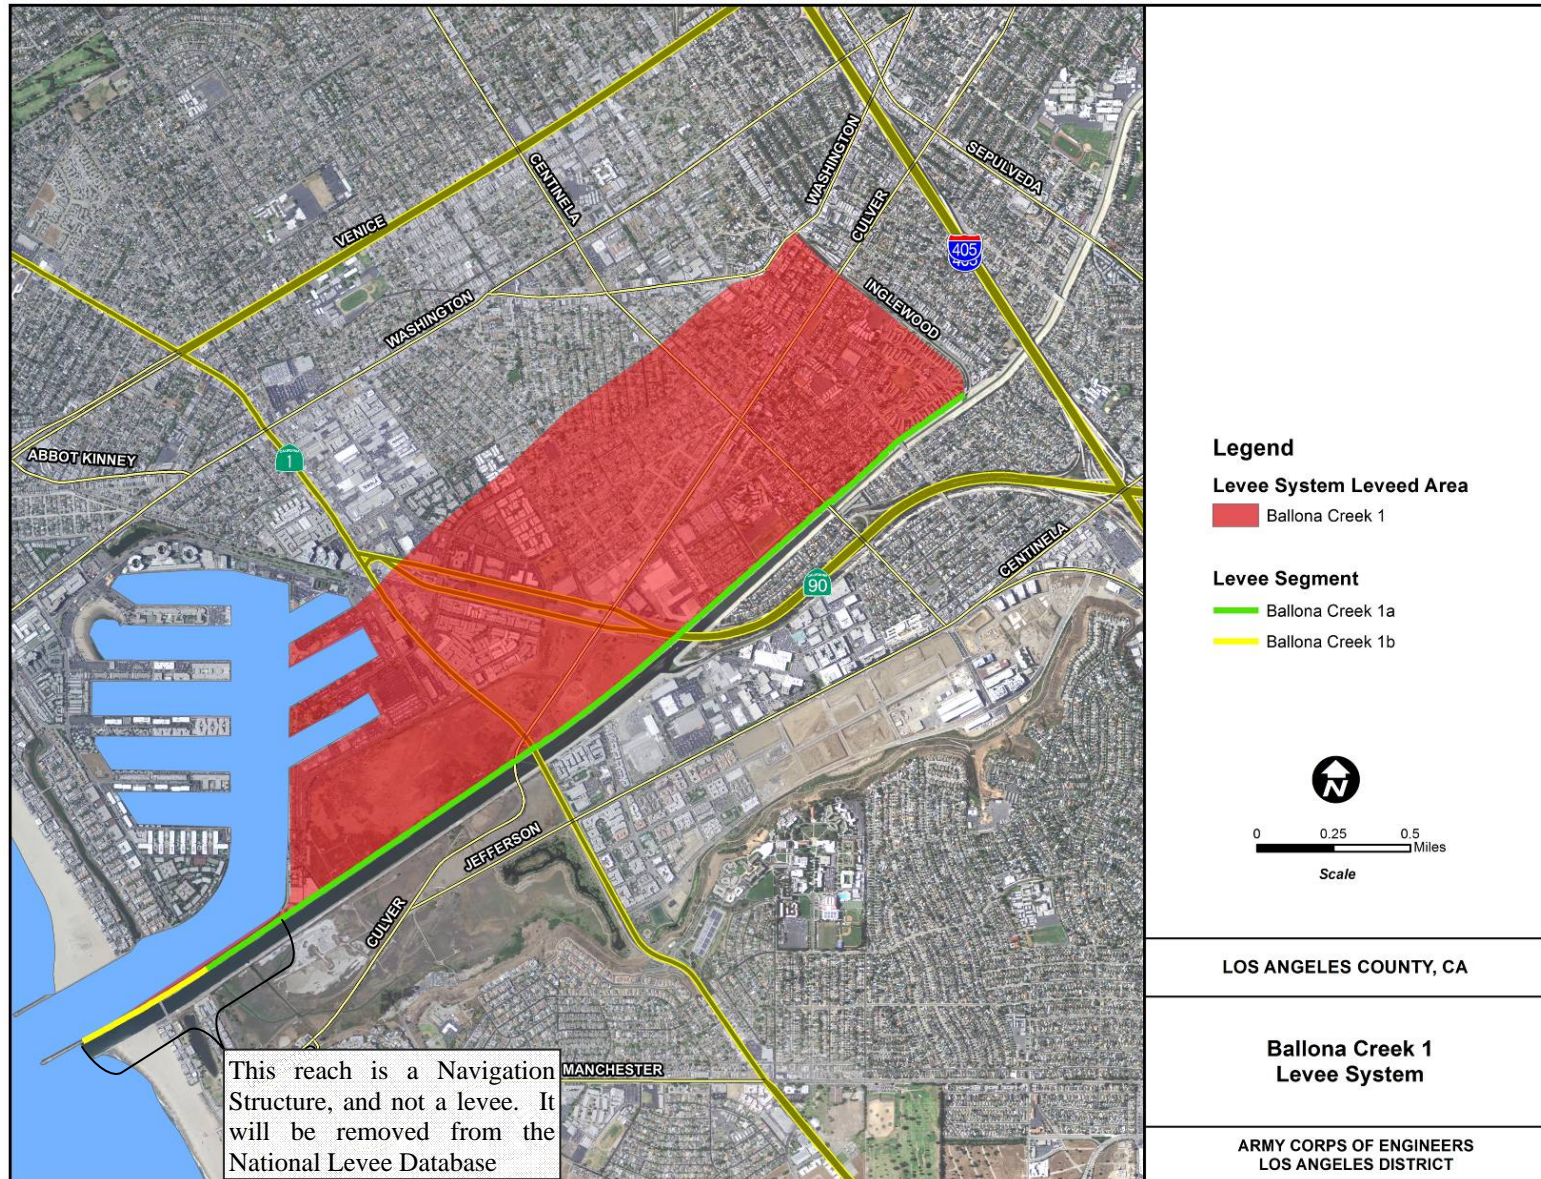 VENICE
CENTINELA
WASHINGTON
CULVER
SEPULVEDA
405
INGLEWOOD
WASHINGTON
ABBOT KINNEY
CALIFORNIA
1
90
CENTINELA
JEFFERSON
CULVER
MANCHESTER
This reach is a Navigation
Structure, and not a levee. It
will be removed from the
National Levee Database
Legend
Levee System Leveed Area
Ballona Creek 1
Levee Segment
Ballona Creek 1a
Ballona Creek 1b
N
0 0.25 0.5
Miles
Scale
LOS ANGELES COUNTY, CA
Ballona Creek 1
Levee System
ARMY CORPS OF ENGINEERS
LOS ANGELES DISTRICT